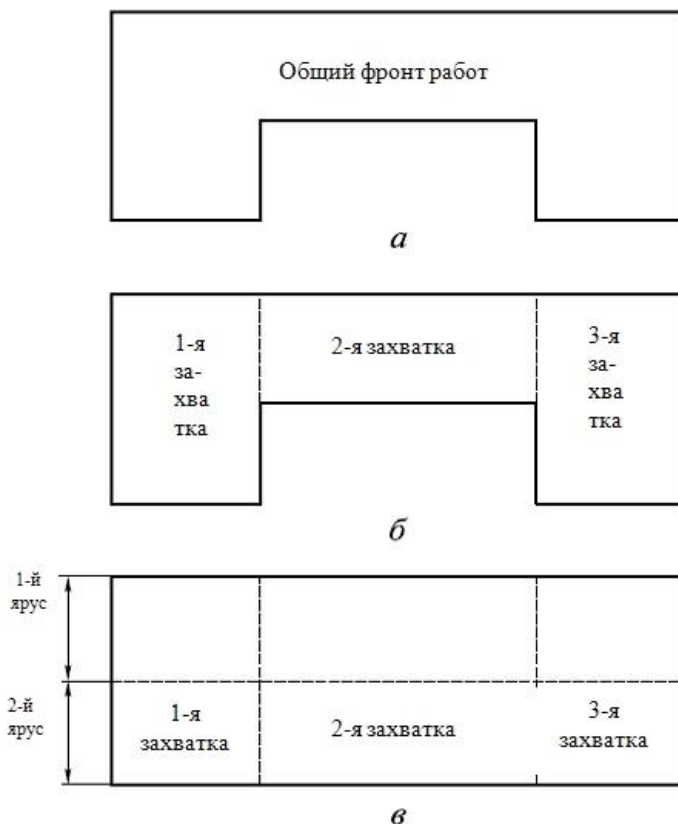 Общий фронт работ
а
1-я
за-
хва
тка
2-я захватка
3-я
за-
хва
тка
б
1-й
ярус
2-й
ярус
1-я
захватка
2-я захватка
3-я
захватка
в